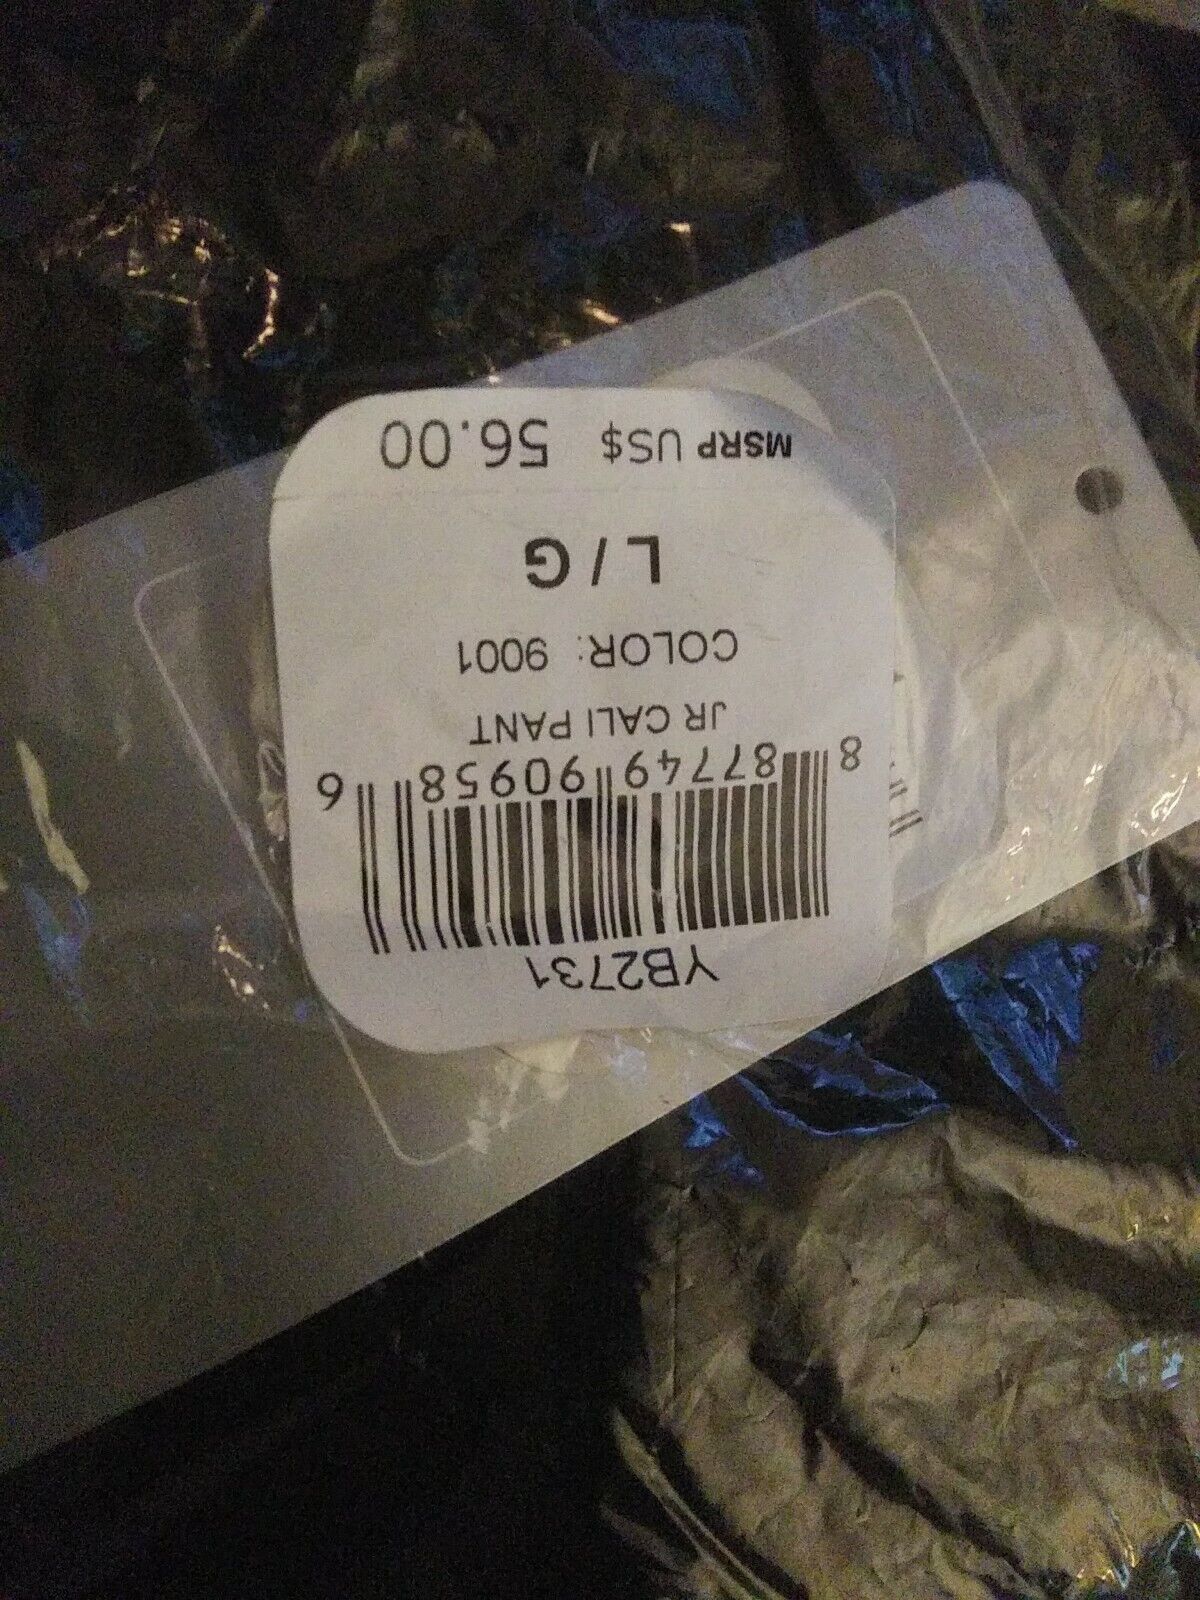 YB2731
8 87749 90958 6
JR CALI PANT
COLOR: 9001
L / G
MSRP US$ 56.00